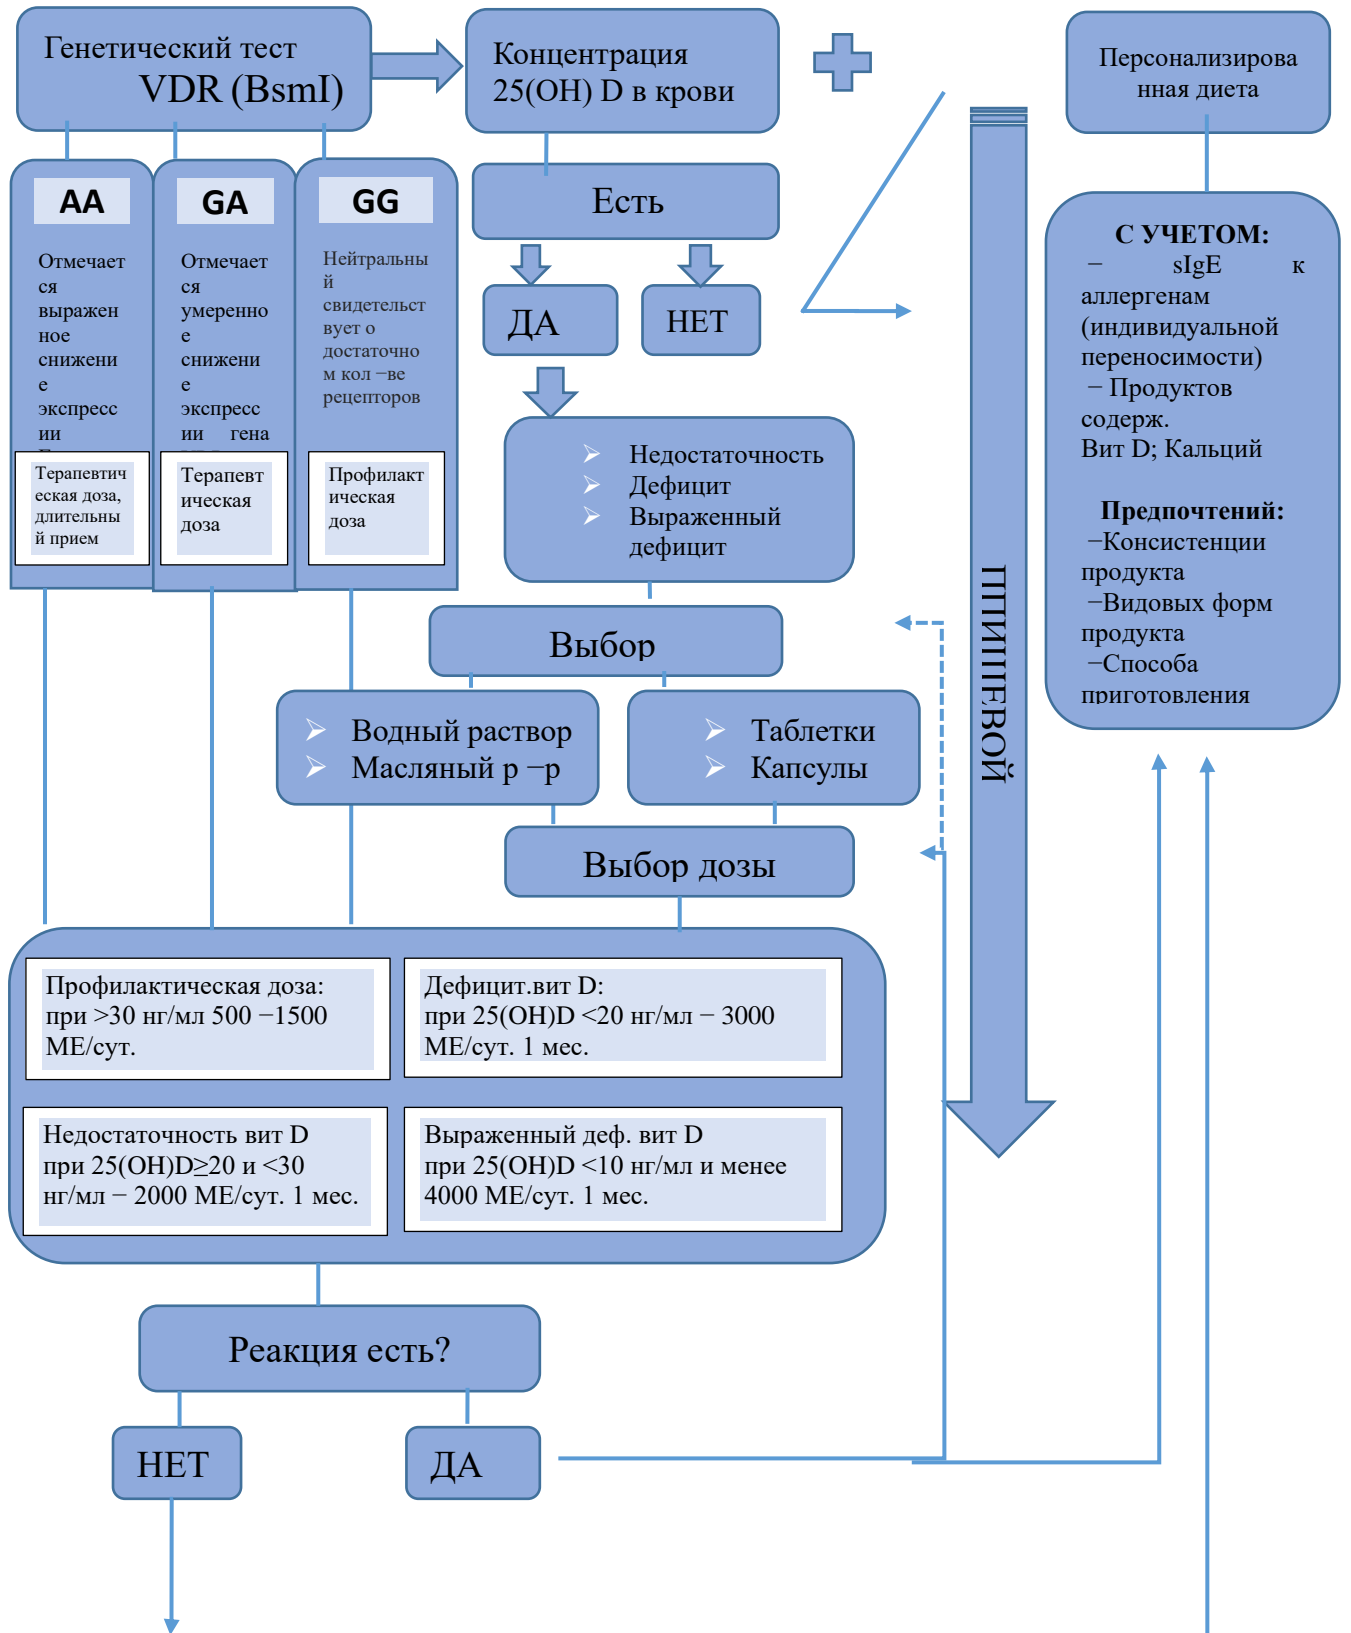 Генетический тест
VDR (BsmI)
Концентрация
25(OH) D в крови
Персонализирова
нная диета
AA
Отмечает
ся
выражен
ное
снижени
е
экспресс
ии
Терапевтич
еская доза,
длительны
й прием
GA
Отмечает
ся
умеренно
е
снижени
е
экспресс
ии гена
Терапевт
ическая
доза
GG
Нейтральны
й
свидетельст
вует о
достаточно
м кол −ве
рецепторов
Профилакт
ическая
доза
Есть
ДА
НЕТ
Недостаточность
Дефицит
Выраженный
дефицит
Выбор
Водный раствор
Масляный р −р
Таблетки
Капсулы
Выбор дозы
Профилактическая доза:
при >30 нг/мл 500 −1500
МЕ/сут.
Дефицит.вит D:
при 25(OH)D <20 нг/мл − 3000
МЕ/сут. 1 мес.
Недостаточность вит D
при 25(OH)D≥20 и <30
нг/мл − 2000 МЕ/сут. 1 мес.
Выраженный деф. вит D
при 25(OH)D <10 нг/мл и менее
4000 МЕ/сут. 1 мес.
Реакция есть?
НЕТ
ДА
С УЧЕТОМ:
− sIgE к
аллергенам
(индивидуальной
переносимости)
− Продуктов
содерж.
Вит D; Кальций
Предпочтений:
−Консистенции
продукта
−Видовых форм
продукта
−Способа
приготовления